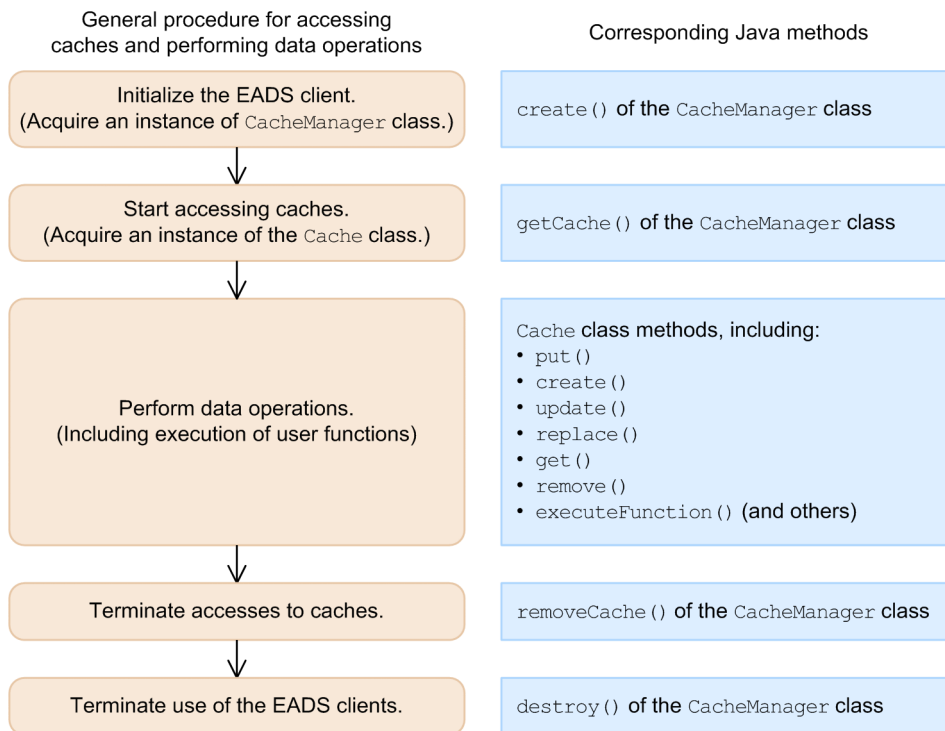 General procedure for accessing
caches and performing data operations
Corresponding Java methods
Initialize the EADS client.
(Acquire an instance of CacheManager class.)
create() of the CacheManager class
Start accessing caches.
(Acquire an instance of the Cache class.)
getCache() of the CacheManager class
Perform data operations.
(Including execution of user functions)
Cache class methods, including:
• put()
• create()
• update()
• replace()
• get()
• remove()
• executeFunction() (and others)
Terminate accesses to caches.
removeCache() of the CacheManager class
Terminate use of the EADS clients.
destroy() of the CacheManager class